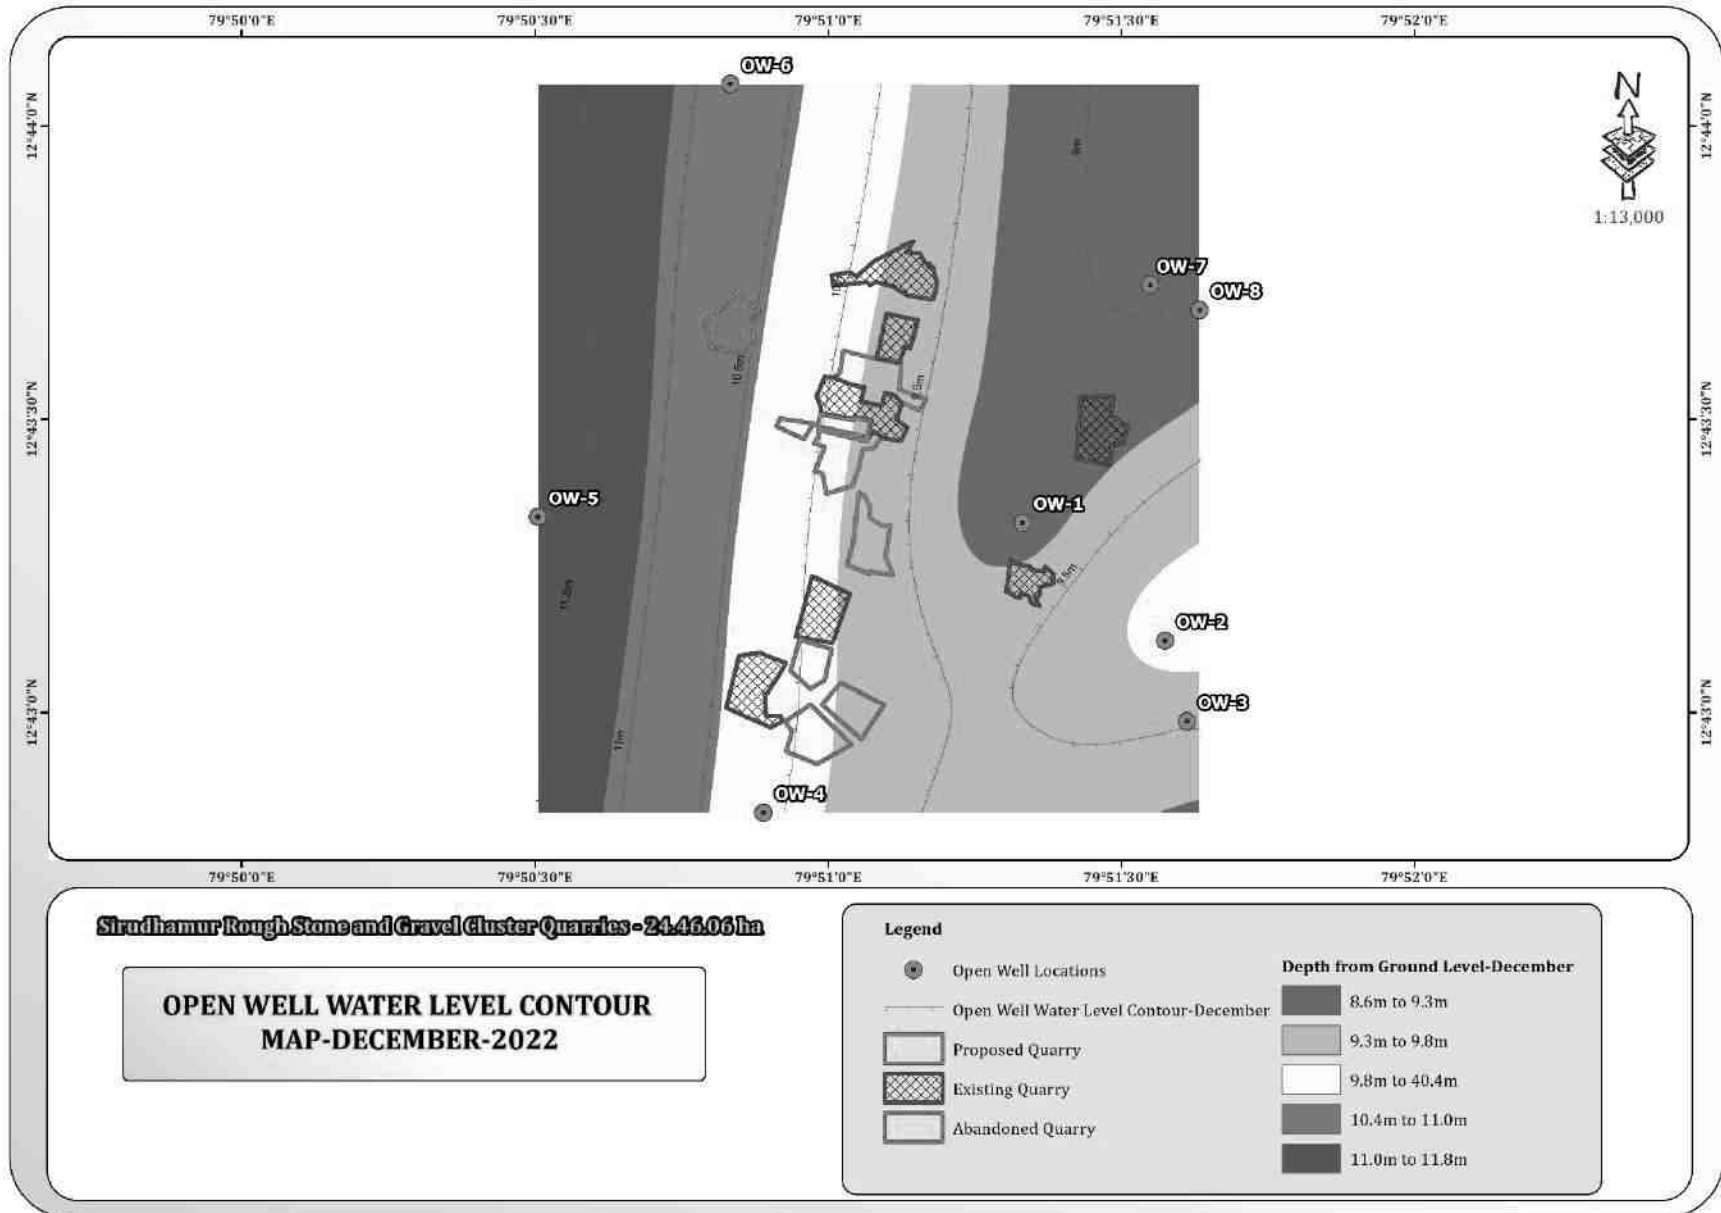 79°50'0"E 79°50'30"E 79°51'0"E 79°51'30"E 79°52'0"E
12°44'0"N
12°43'30"N
12°43'0"N
12°44'0"N
12°43'30"N
12°43'0"N
N
1:13,000
OW-6
9m
OW-7
OW-8
10.5m
OW-5
OW-1
9.5m
OW-2
OW-3
11m
OW-4
79°50'0"E 79°50'30"E 79°51'0"E 79°51'30"E 79°52'0"E
Sirudhamur Rough Stone and Gravel Cluster Quarries - 24.46.06 ha
OPEN WELL WATER LEVEL CONTOUR
MAP-DECEMBER-2022
Legend
Open Well Locations
Open Well Water Level Contour-December
Proposed Quarry
Existing Quarry
Abandoned Quarry
Depth from Ground Level-December
8.6m to 9.3m
9.3m to 9.8m
9.8m to 40.4m
10.4m to 11.0m
11.0m to 11.8m